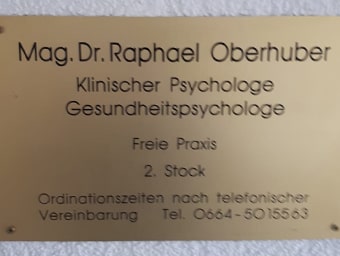 Mag. Dr. Raphael Oberhuber
Klinischer Psychologe
Gesundheitspsychologe
Freie Praxis
2. Stock
Ordinationszeiten nach telefonischer
Vereinbarung Tel. 0664-5015563